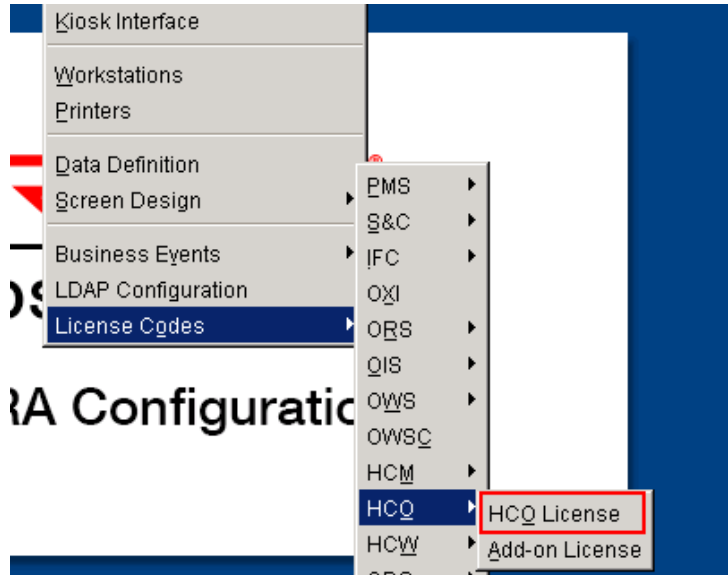 Kiosk Interface
Workstations
Printers
Data Definition
Screen Design
Business Events
LDAP Configuration
License Codes
PMS
S&C
IFC
OXI
ORS
OIS
OWS
OWSC
HCM
HCQ
HCW
HCQ License
Add-on License
®
RA Configuratio